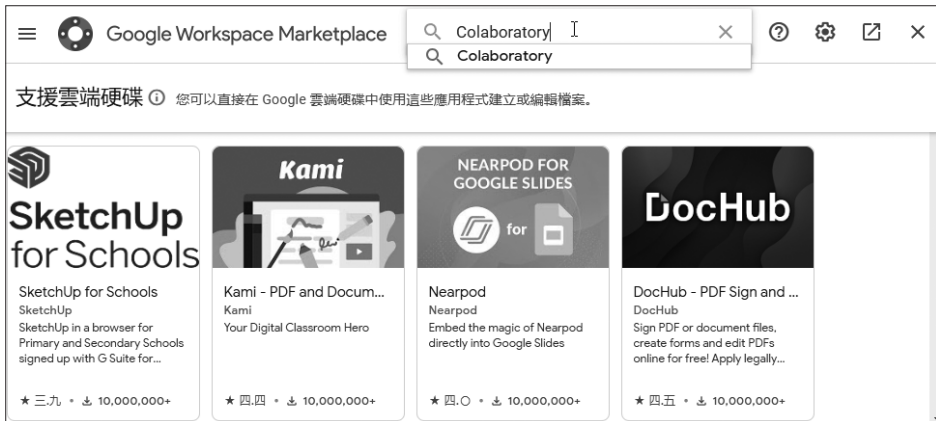 Google Workspace Marketplace
Colaboratory
Colaboratory
支援雲端硬碟
您可以直接在 Google 雲端硬碟中使用這些應用程式建立或編輯檔案。
SketchUp
for Schools
SketchUp for Schools
SketchUp
SketchUp in a browser for
Primary and Secondary Schools
signed up with G Suite for...
★ 三.九 • 10,000,000+
Kami
Kami - PDF and Docum...
Kami
Your Digital Classroom Hero
★ 四.四 • 10,000,000+
NEARPOD FOR
GOOGLE SLIDES
for
Nearpod
Nearpod
Embed the magic of Nearpod
directly into Google Slides
★ 四.〇 • 10,000,000+
DocHub
DocHub - PDF Sign and ...
DocHub
Sign PDF or document files,
create forms and edit PDFs
online for free! Apply legally...
★ 四.五 • 10,000,000+